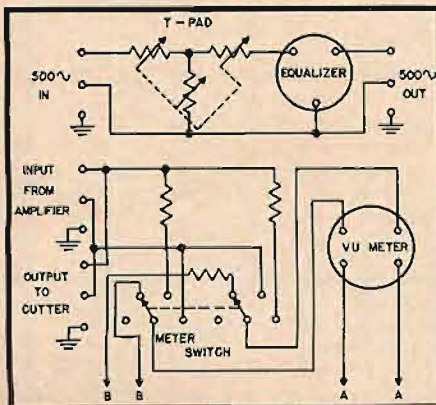 T - PAD
500∿
IN
EQUALIZER
500∿
OUT
INPUT
FROM
AMPLIFIER
OUTPUT
TO
CUTTER
VU METER
METER
SWITCH
B
B
A
A